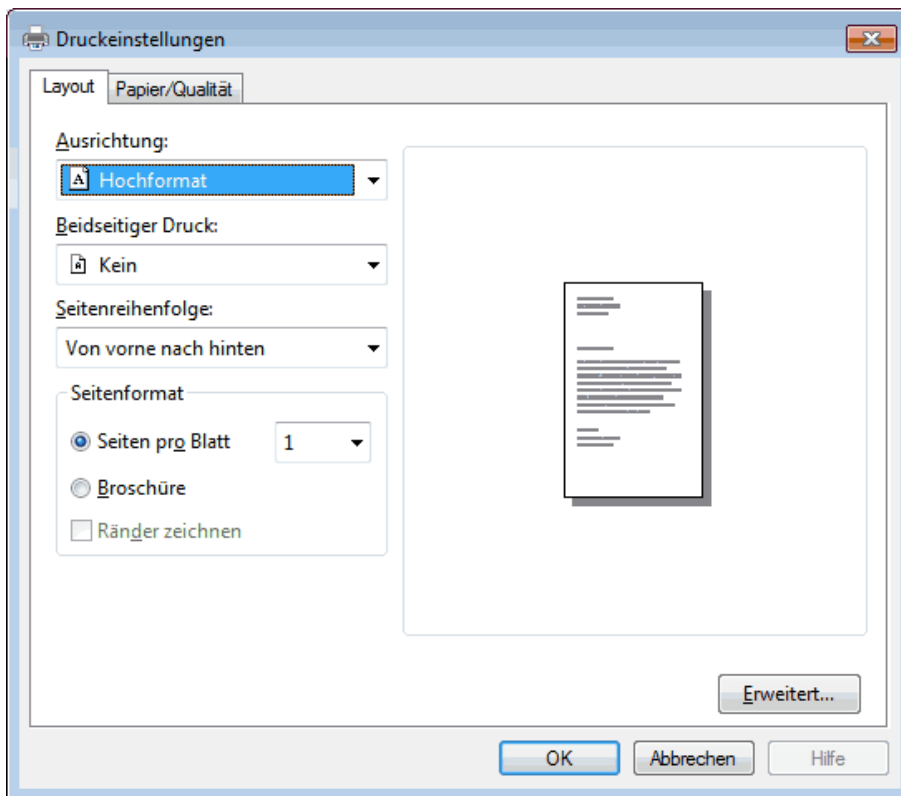 Druckeinstellungen
Layout
Papier/Qualität
Ausrichtung:
Hochformat
Beidseitiger Druck:
Kein
Seitenreihenfolge:
Von vorne nach hinten
Seitenformat
Seiten pro Blatt 1
Broschüre
Ränder zeichnen
Erweitert...
OK Abbrechen Hilfe